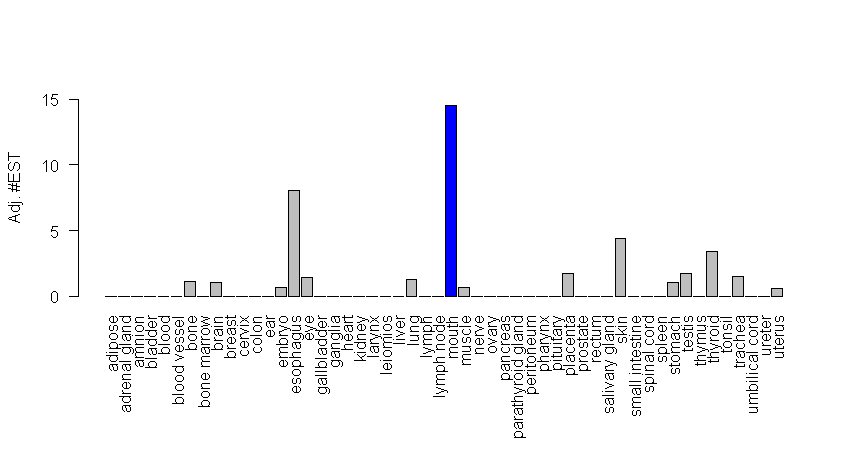 Adj. #EST
15
10
5
0
adipose
adrenal gland
amnion
bladder
blood
blood vessel
bone
bone marrow
brain
breast
cervix
colon
ear
embryo
esophagus
eye
gallbladder
ganglia
heart
kidney
larynx
leiomios
liver
lung
lymph
lymph node
mouth
muscle
nerve
ovary
pancreas
parathyroid gland
peritoneum
pharynx
pituitary
placenta
prostate
rectum
salivary gland
skin
small intestine
spinal cord
spleen
stomach
testis
thymus
thyroid
tonsil
trachea
umbilical cord
ureter
uterus